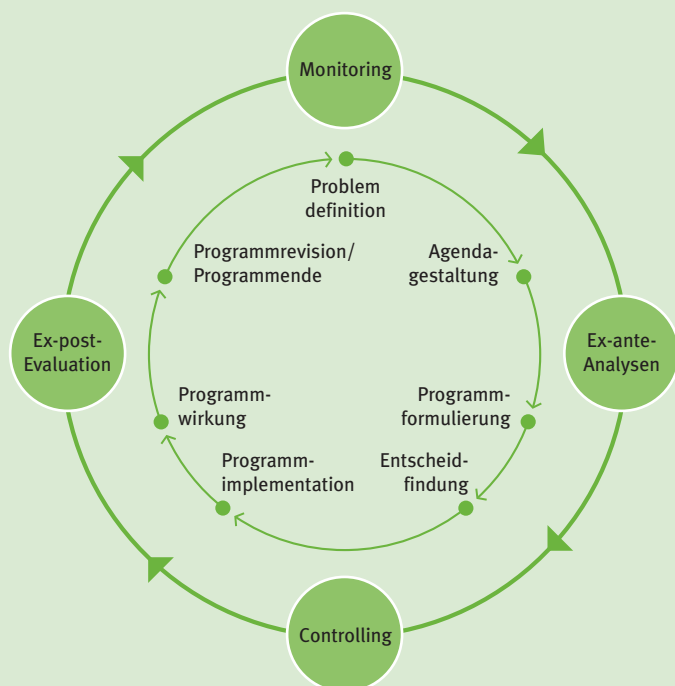 Monitoring
Problem
definition
Programmrevision/
Programmende
Agenda-
gestaltung
Ex-post-
Evaluation
Ex-ante-
Analysen
Programm-
wirkung
Programm-
formulierung
Programm-
implementation
Entscheid-
findung
Controlling